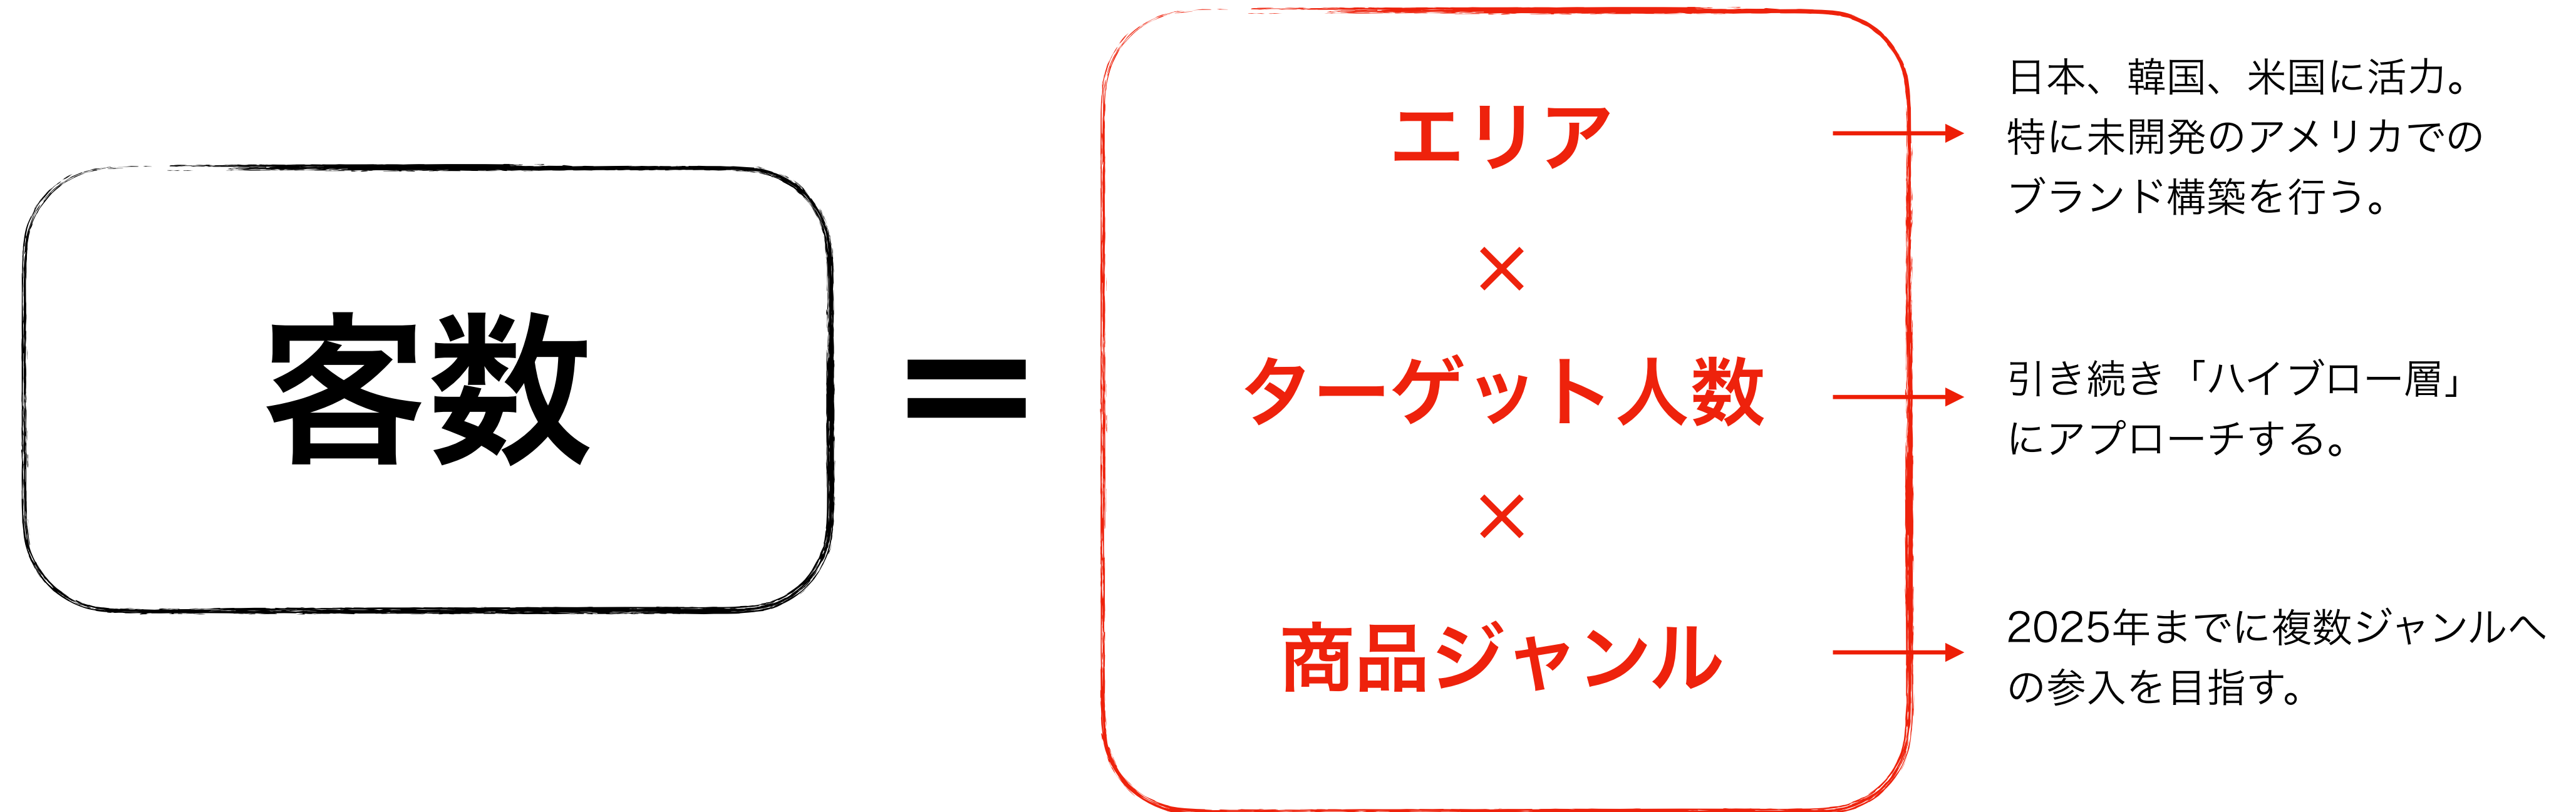 客数
=
エリア
×
ターゲット人数
×
商品ジャンル
日本、韓国、米国に活力。
特に未開発のアメリカでの
ブランド構築を行う。
引き続き「ハイブロー層」
にアプローチする。
2025年までに複数ジャンルへ
の参入を目指す。